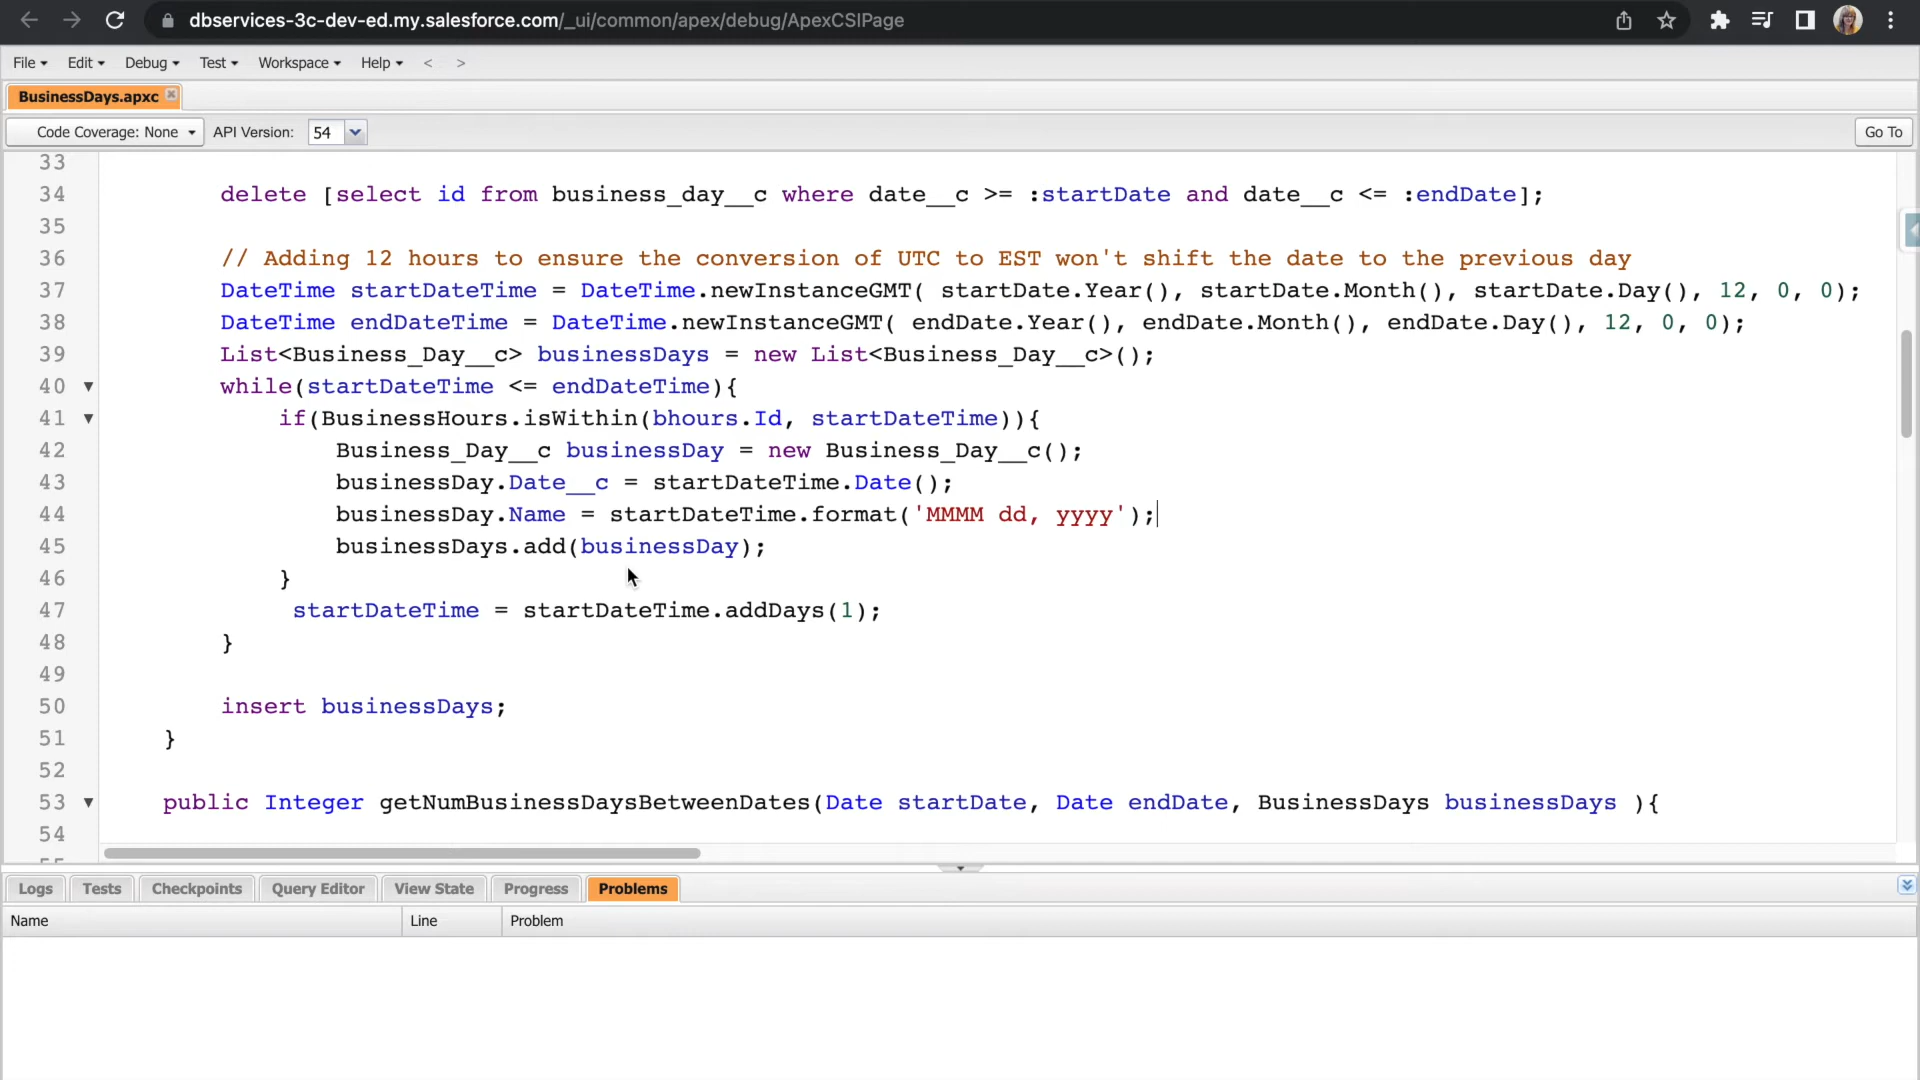 dbservices-3c-dev-ed.my.salesforce.com/_ui/common/apex/debug/ApexCSIPage
File Edit Debug Test Workspace Help < >
BusinessDays.apxc
Code Coverage: None API Version: 54 Go To
33
34 delete [select id from business_day__c where date__c >= :startDate and date__c <= :endDate];
35
36 // Adding 12 hours to ensure the conversion of UTC to EST won't shift the date to the previous day
37 DateTime startDateTime = DateTime.newInstanceGMT( startDate.Year(), startDate.Month(), startDate.Day(), 12, 0, 0);
38 DateTime endDateTime = DateTime.newInstanceGMT( endDate.Year(), endDate.Month(), endDate.Day(), 12, 0, 0);
39 List<Business_Day__c> businessDays = new List<Business_Day__c>();
40 while(startDateTime <= endDateTime){
41 if(BusinessHours.isWithin(bhours.Id, startDateTime)){
42 Business_Day__c businessDay = new Business_Day__c();
43 businessDay.Date__c = startDateTime.Date();
44 businessDay.Name = startDateTime.format('MMMM dd, yyyy');
45 businessDays.add(businessDay);
46 }
47 startDateTime = startDateTime.addDays(1);
48 }
49
50 insert businessDays;
51 }
52
53 public Integer getNumBusinessDaysBetweenDates(Date startDate, Date endDate, BusinessDays businessDays ){
54
Logs Tests Checkpoints Query Editor View State Progress Problems
Name Line Problem